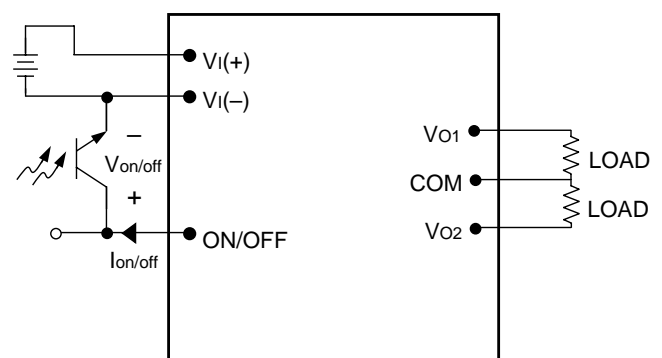 VI(+)
VI(–)
–
Von/off
+
ON/OFF
Ion/off
VO1
LOAD
COM
LOAD
VO2